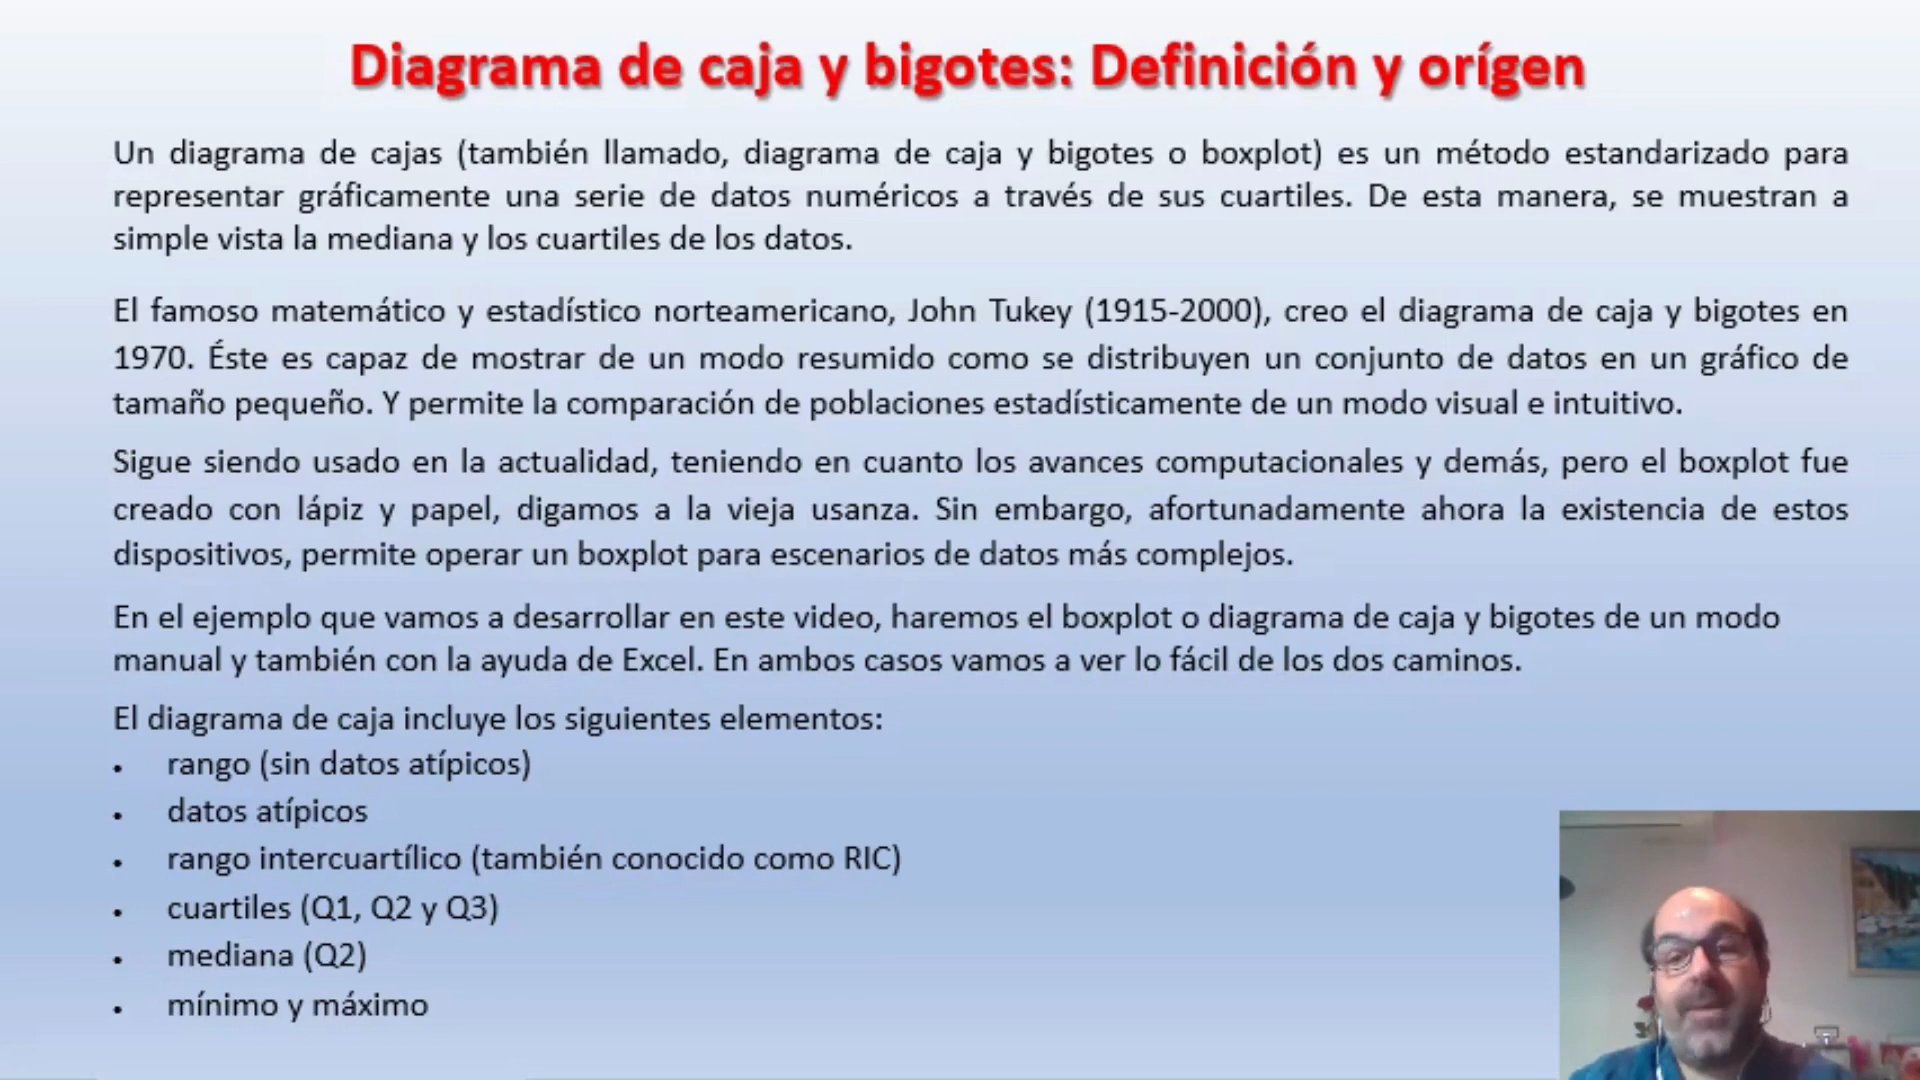 Diagrama de caja y bigotes: Definición y orígen
Un diagrama de cajas (también llamado, diagrama de caja y bigotes o boxplot) es un método estandarizado para
representar gráficamente una serie de datos numéricos a través de sus cuartiles. De esta manera, se muestran a
simple vista la mediana y los cuartiles de los datos.
El famoso matemático y estadístico norteamericano, John Tukey (1915-2000), creo el diagrama de caja y bigotes en
1970. Éste es capaz de mostrar de un modo resumido como se distribuyen un conjunto de datos en un gráfico de
tamaño pequeño. Y permite la comparación de poblaciones estadísticamente de un modo visual e intuitivo.
Sigue siendo usado en la actualidad, teniendo en cuanto los avances computacionales y demás, pero el boxplot fue
creado con lápiz y papel, digamos a la vieja usanza. Sin embargo, afortunadamente ahora la existencia de estos
dispositivos, permite operar un boxplot para escenarios de datos más complejos.
En el ejemplo que vamos a desarrollar en este video, haremos el boxplot o diagrama de caja y bigotes de un modo
manual y también con la ayuda de Excel. En ambos casos vamos a ver lo fácil de los dos caminos.
El diagrama de caja incluye los siguientes elementos:
• rango (sin datos atípicos)
• datos atípicos
• rango intercuartílico (también conocido como RIC)
• cuartiles (Q1, Q2 y Q3)
• mediana (Q2)
• mínimo y máximo